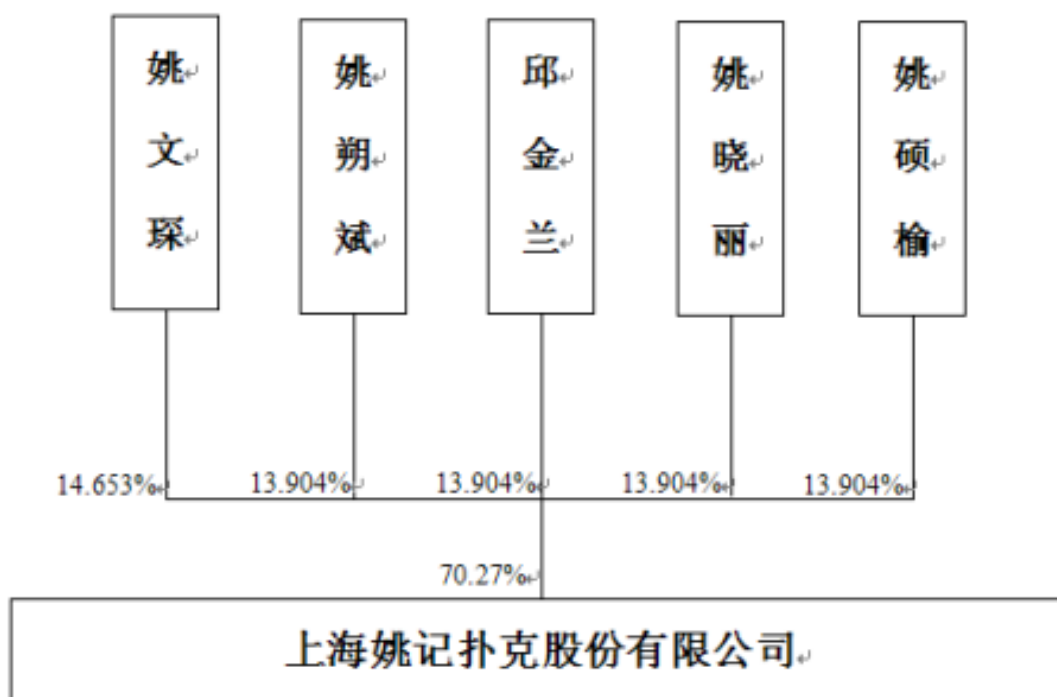 姚文琛
姚朔斌
邱金兰
姚晓丽
姚硕榆
14.653%
13.904%
13.904%
13.904%
13.904%
70.27%
上海姚记扑克股份有限公司